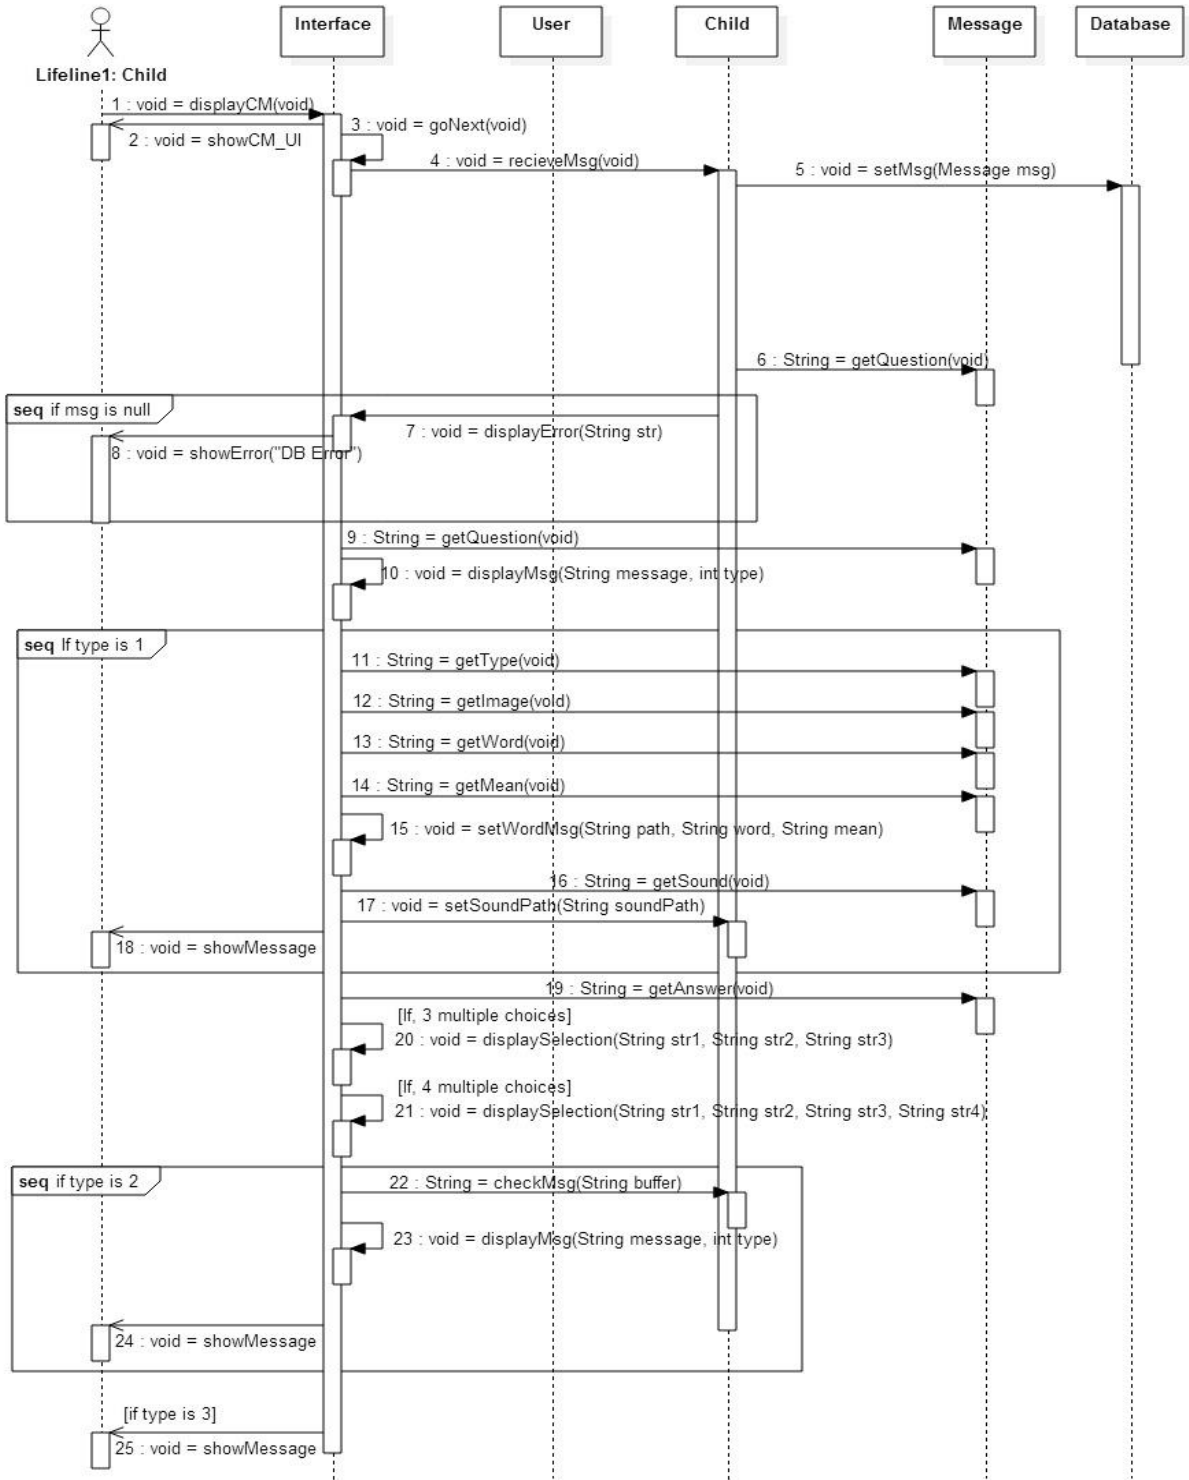 Interface
User
Child
Message
Database
Lifeline1: Child
1 : void = displayCM(void)
2 : void = showCM_UI
3 : void = goNext(void)
4 : void = recieveMsg(void)
5 : void = setMsg(Message msg)
6 : String = getQuestion(void)
seq if msg is null
7 : void = displayError(String str)
8 : void = showError("DB Error")
9 : String = getQuestion(void)
10 : void = displayMsg(String message, int type)
seq If type is 1
11 : String = getType(void)
12 : String = getImage(void)
13 : String = getWord(void)
14 : String = getMean(void)
15 : void = setWordMsg(String path, String word, String mean)
16 : String = getSound(void)
17 : void = setSoundPath(String soundPath)
18 : void = showMessage
19 : String = getAnswer(void)
[If, 3 multiple choices]
20 : void = displaySelection(String str1, String str2, String str3)
[If, 4 multiple choices]
21 : void = displaySelection(String str1, String str2, String str3, String str4)
seq if type is 2
22 : String = checkMsg(String buffer)
23 : void = displayMsg(String message, int type)
24 : void = showMessage
[if type is 3]
25 : void = showMessage